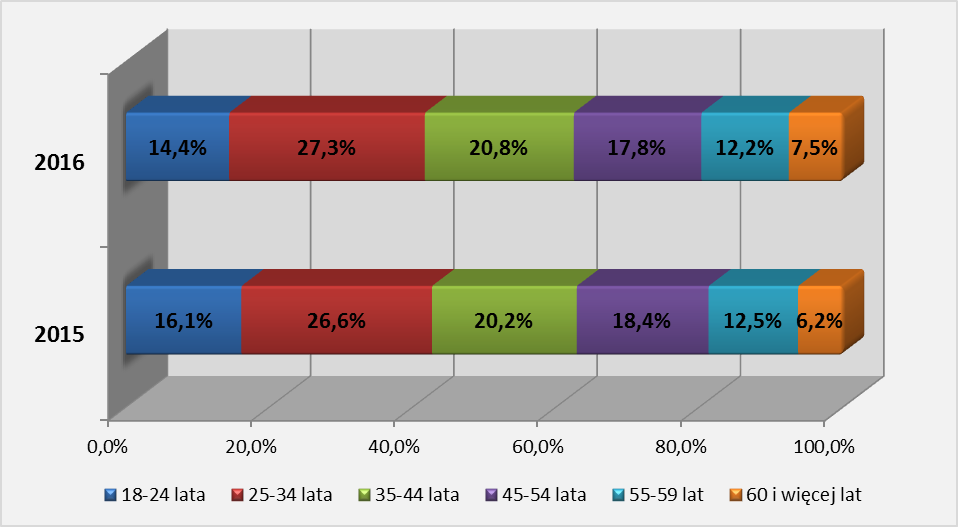 2016 14,4% 27,3% 20,8% 17,8% 12,2% 7,5%
2015 16,1% 26,6% 20,2% 18,4% 12,5% 6,2%
0,0% 20,0% 40,0% 60,0% 80,0% 100,0%
18-24 lata 25-34 lata 35-44 lata 45-54 lata 55-59 lat 60 i więcej lat